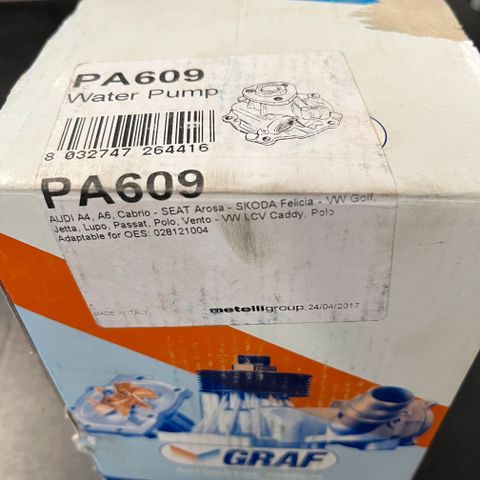 PA609
Water Pump
8 032747 264416
PA609
AUDI A4, A6, Cabrio - SEAT Arosa - SKODA Felicia - VW Golf,
Jetta, Lupo, Passat, Polo, Vento - VW LCV Caddy, Polo
Adaptable for OES: 028121004
MADE IN ITALY
metelligroup 24/04/2017
GRAF
AUTOMOTIVE PASSION